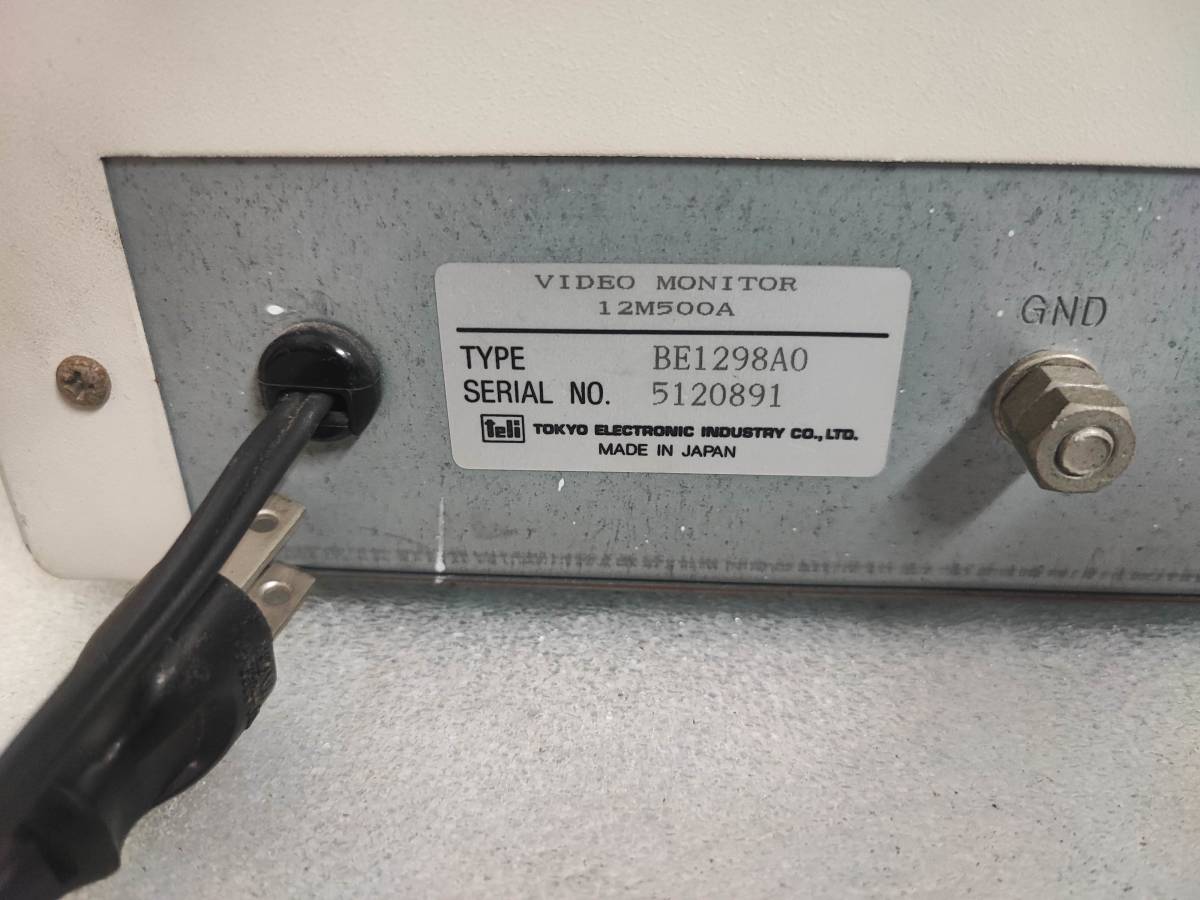 VIDEO MONITOR
12M500A
TYPE BE1298A0
SERIAL NO. 5120891
teli TOKYO ELECTRONIC INDUSTRY CO., LTD.
MADE IN JAPAN
GND